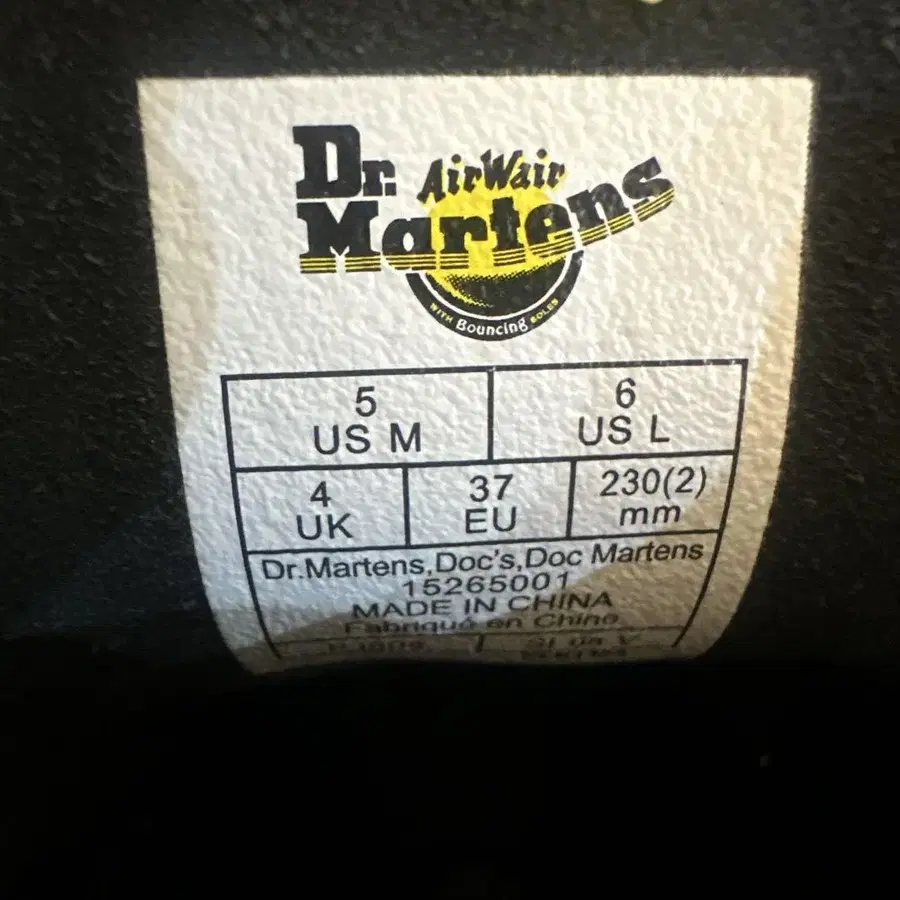 Dr. AirWair
Martens
WITH Bouncing SOLES
5 6
US M US L
4 37 230(2)
UK EU mm
Dr.Martens,Doc's,Doc Martens
15265001
MADE IN CHINA
Fabriqué en Chine